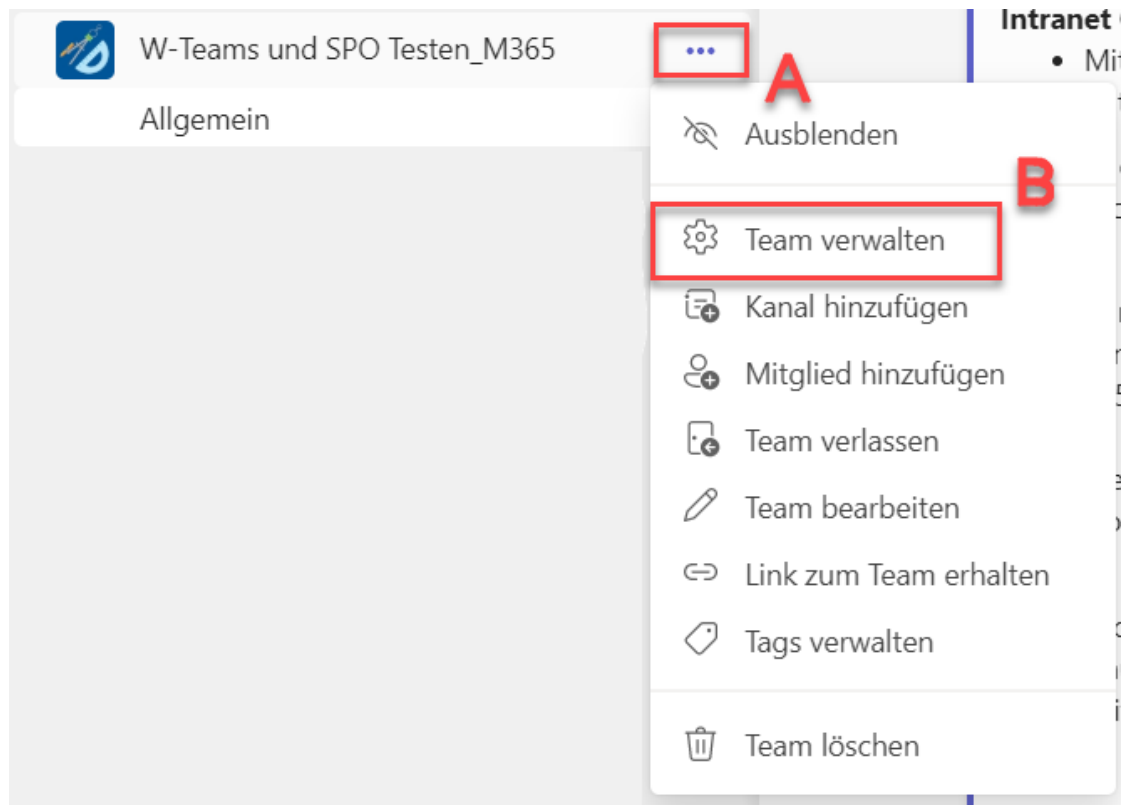 W-Teams und SPO Testen_M365
...
A
Intranet
Mit
Allgemein
Ausblenden
B
Team verwalten
Kanal hinzufügen
Mitglied hinzufügen
Team verlassen
Team bearbeiten
Link zum Team erhalten
Tags verwalten
Team löschen